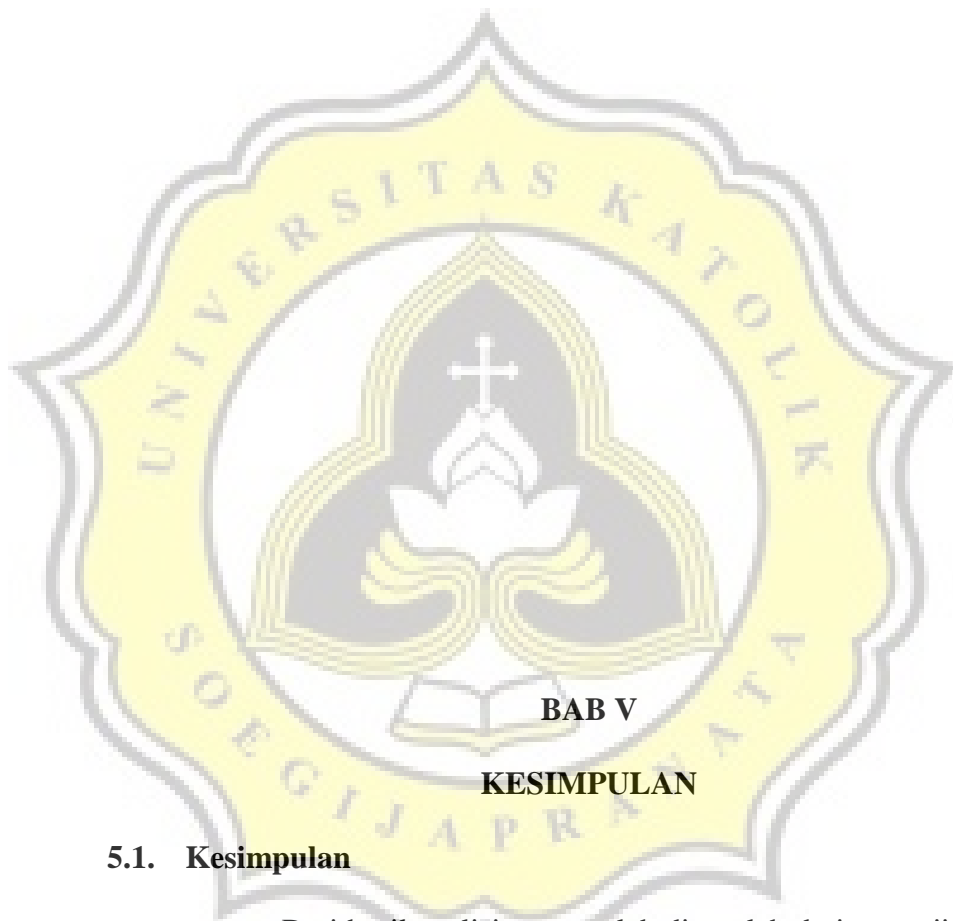 UNIVERSITAS KATOLIK
SOEGIJAPRANATA
BAB V
KESIMPULAN
5.1. Kesimpulan